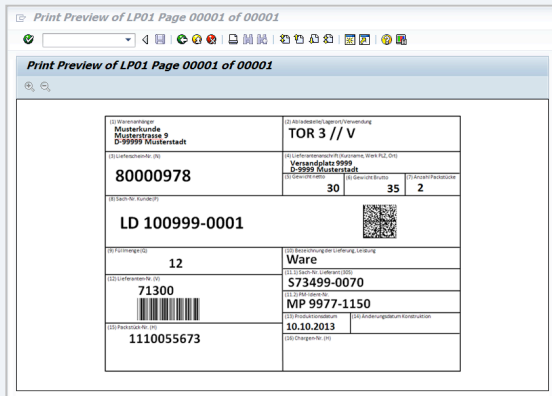 Print Preview of LP01 Page 00001 of 00001
Print Preview of LP01 Page 00001 of 00001
(1) Warenanhänger
Musterkunde
Musterstrasse 9
D-99999 Musterstadt
(2) Abladestelle/Lagerort/Verwendung
TOR 3 // V
(3) Lieferschein-Nr. (N)
80000978
(4) Lieferantenanschrift (Kurzname, Werk PLZ, Ort)
Versandplatz 9999
D-9999 Musterstadt
(5) Gewicht netto
30
(6) Gewicht Brutto
35
(7) Anzahl Packstücke
2
(8) Sach-Nr. Kunde(P)
LD 100999-0001
(9) Füllmenge(Q)
12
(10) Bezeichnung der Lieferung, Leistung
Ware
(11.1) Sach-Nr. Lieferant (30S)
S73499-0070
(12) Lieferanten-Nr. (V)
71300
(11.2) PM-Ident-Nr.
MP 9977-1150
(13) Produktionsdatum
10.10.2013
(14) Änderungsdatum Konstruktion
(15) Packstück-Nr. (H)
1110055673
(16) Chargen-Nr. (H)